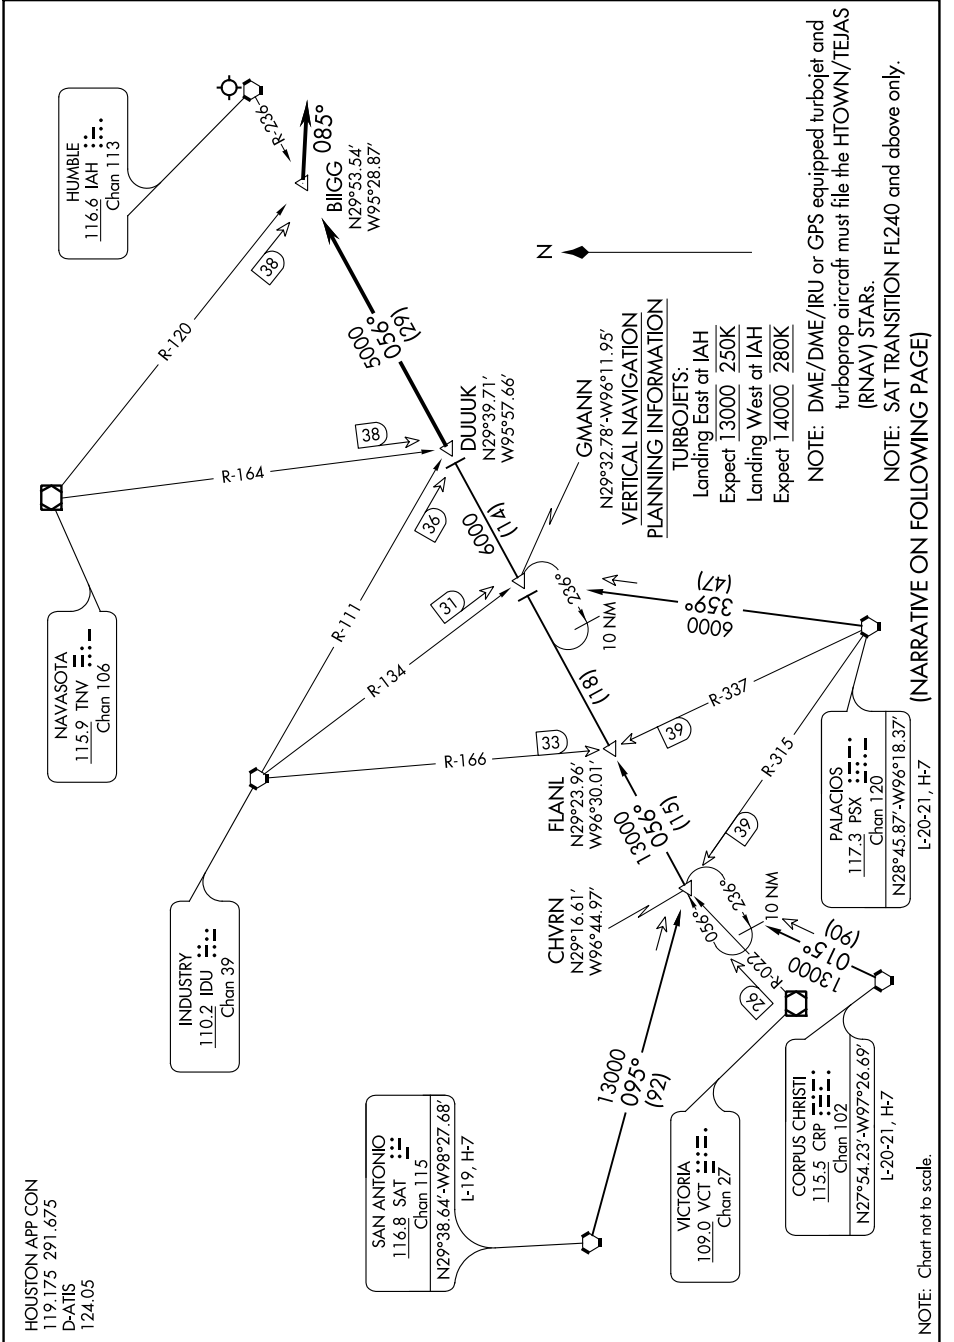 HOUSTON APP CON
119.175 291.675
D-ATIS
124.05
SAN ANTONIO
116.8 SAT
Chan 115
N29°38.64'-W98°27.68'
L-19, H-7
13000
095°
(92)
VICTORIA
109.0 VCT
Chan 27
CORPUS CHRISTI
115.5 CRP
Chan 102
N27°54.23'-W97°26.69'
L-20-21, H-7
13000
015°
(90)
R-022
26
056°
236°
10 NM
CHVRN
N29°16.61'
W96°44.97'
INDUSTRY
110.2 IDU
Chan 39
13000
056°
(15)
FLANL
N29°23.96'
W96°30.01'
R-166
33
R-134
31
R-111
36
R-315
39
R-337
39
PALACIOS
117.3 PSX
Chan 120
N28°45.87'-W96°18.37'
L-20-21, H-7
6000
359°
(47)
(18)
236°
10 NM
GMANN
N29°32.78'-W96°11.95'
NAVASOTA
115.9 TNV
Chan 106
R-164
38
6000
(14)
DUUUK
N29°39.71'
W95°57.66'
R-120
38
5000
056°
(29)
HUMBLE
116.6 IAH
Chan 113
R-236
085°
BIIGG
N29°53.54'
W95°28.87'
N
VERTICAL NAVIGATION
PLANNING INFORMATION
TURBOJETS:
Landing East at IAH
Expect 13000 250K
Landing West at IAH
Expect 14000 280K
NOTE: DME/DME/IRU or GPS equipped turbojet and
turboprop aircraft must file the HTOWN/TEJAS
(RNAV) STARs.
NOTE: SAT TRANSITION FL240 and above only.
(NARRATIVE ON FOLLOWING PAGE)
NOTE: Chart not to scale.